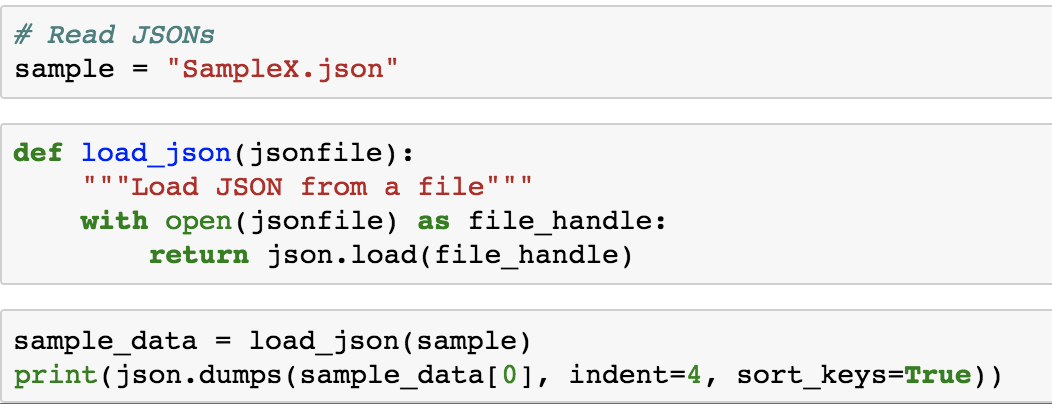 # Read JSONs
sample = "SampleX.json"
def load_json(jsonfile):
    """Load JSON from a file"""
    with open(jsonfile) as file_handle:
        return json.load(file_handle)
sample_data = load_json(sample)
print(json.dumps(sample_data[0], indent=4, sort_keys=True))